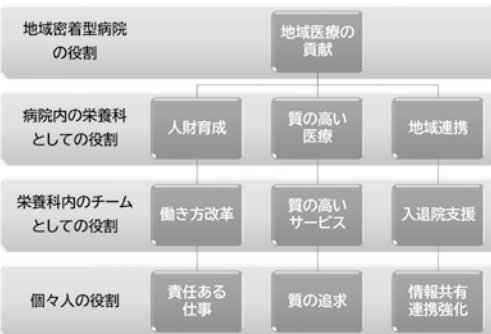 地域密着型病院
の役割
地域医療の
貢献
病院内の栄養科
としての役割
人財育成
質の高い
医療
地域連携
栄養科内のチーム
としての役割
働き方改革
質の高い
サービス
入退院支援
個々人の役割
責任ある
仕事
質の追求
情報共有
連携強化